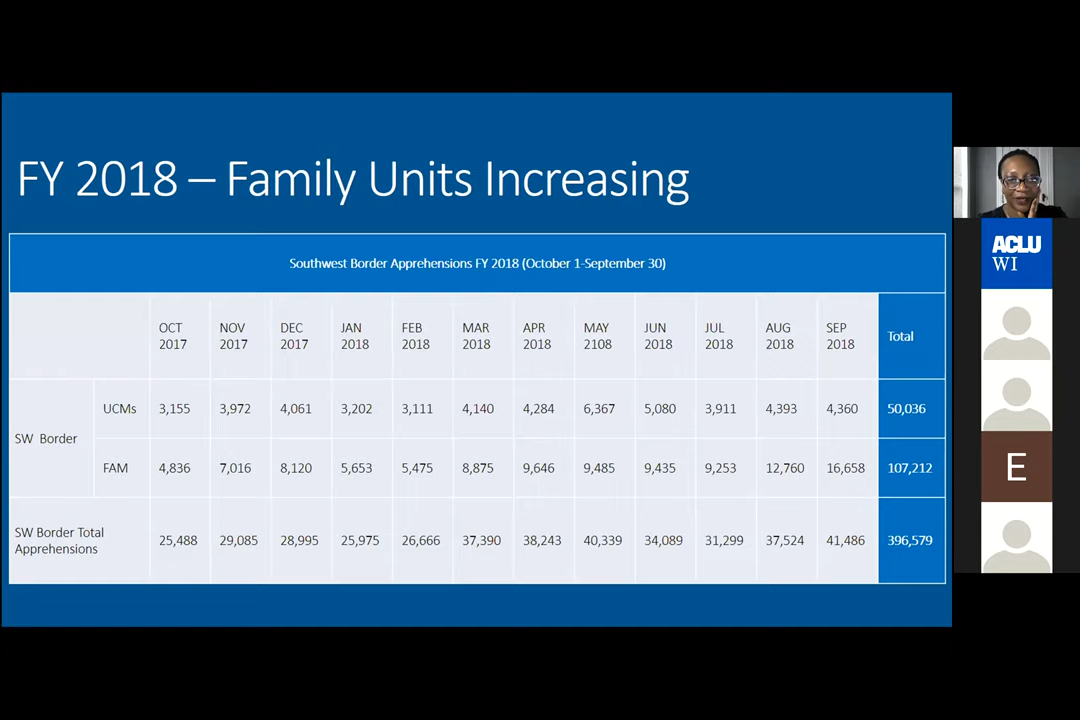 FY 2018 – Family Units Increasing
Southwest Border Apprehensions FY 2018 (October 1-September 30)
OCT 2017 NOV 2017 DEC 2017 JAN 2018 FEB 2018 MAR 2018 APR 2018 MAY 2108 JUN 2018 JUL 2018 AUG 2018 SEP 2018 Total
SW Border
UCMs 3,155 3,972 4,061 3,202 3,111 4,140 4,284 6,367 5,080 3,911 4,393 4,360 50,036
FAM 4,836 7,016 8,120 5,653 5,475 8,875 9,646 9,485 9,435 9,253 12,760 16,658 107,212
SW Border Total Apprehensions 25,488 29,085 28,995 25,975 26,666 37,390 38,243 40,339 34,089 31,299 37,524 41,486 396,579
ACLU
WI
E